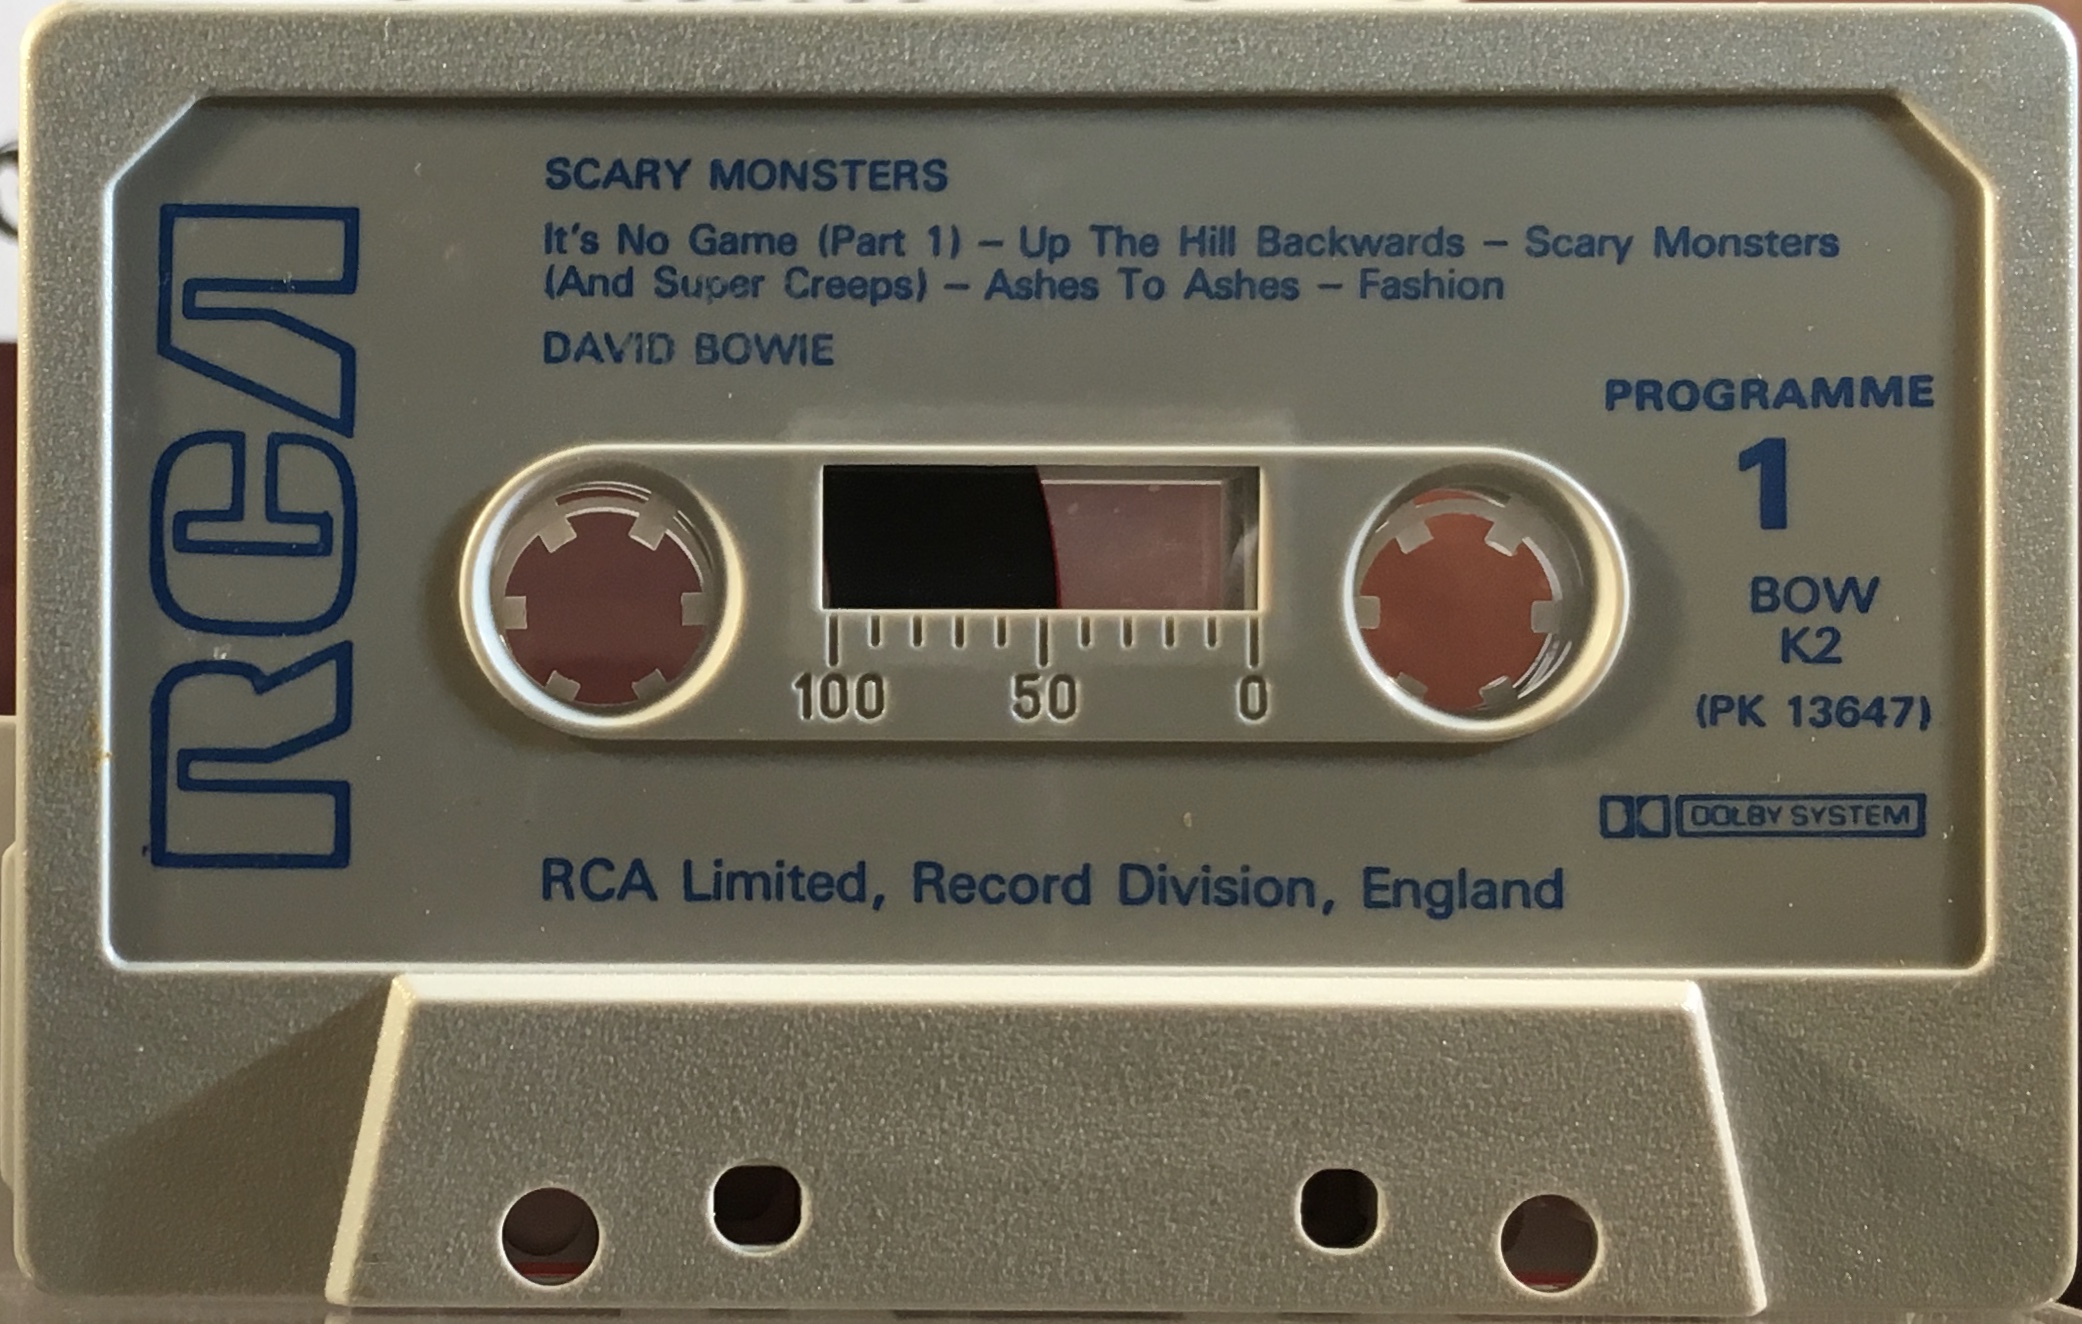 SCARY MONSTERS
It's No Game (Part 1) – Up The Hill Backwards – Scary Monsters
(And Super Creeps) – Ashes To Ashes – Fashion
DAVID BOWIE
RCA
PROGRAMME
1
BOW
K2
(PK 13647)
100 50 0
DOLBY SYSTEM
RCA Limited, Record Division, England